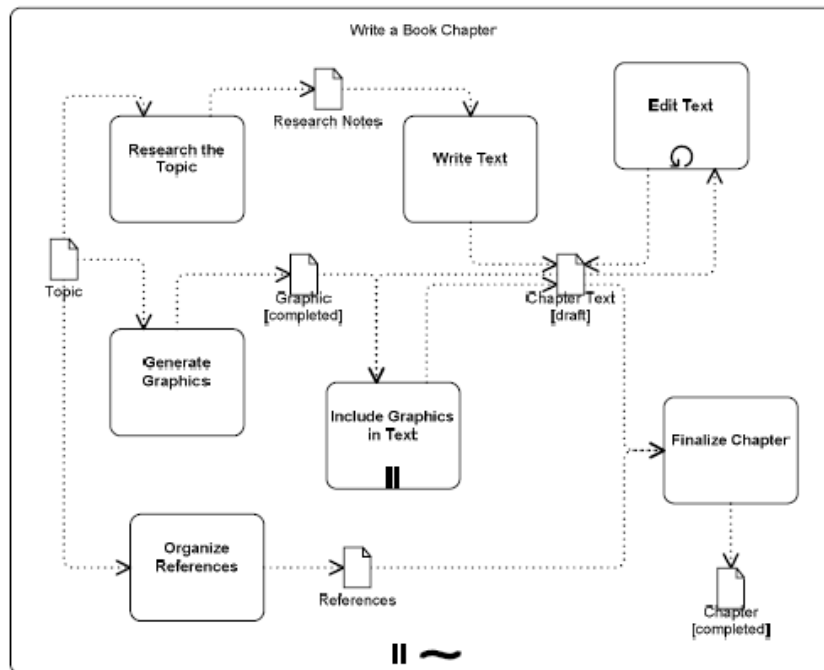 Write a Book Chapter
Research Notes
Edit Text
Research the
Topic
Write Text
Topic
Graphic
[completed]
Chapter Text
[draft]
Generate
Graphics
Include Graphics
in Text
Finalize Chapter
Organize
References
References
Chapter
[completed]